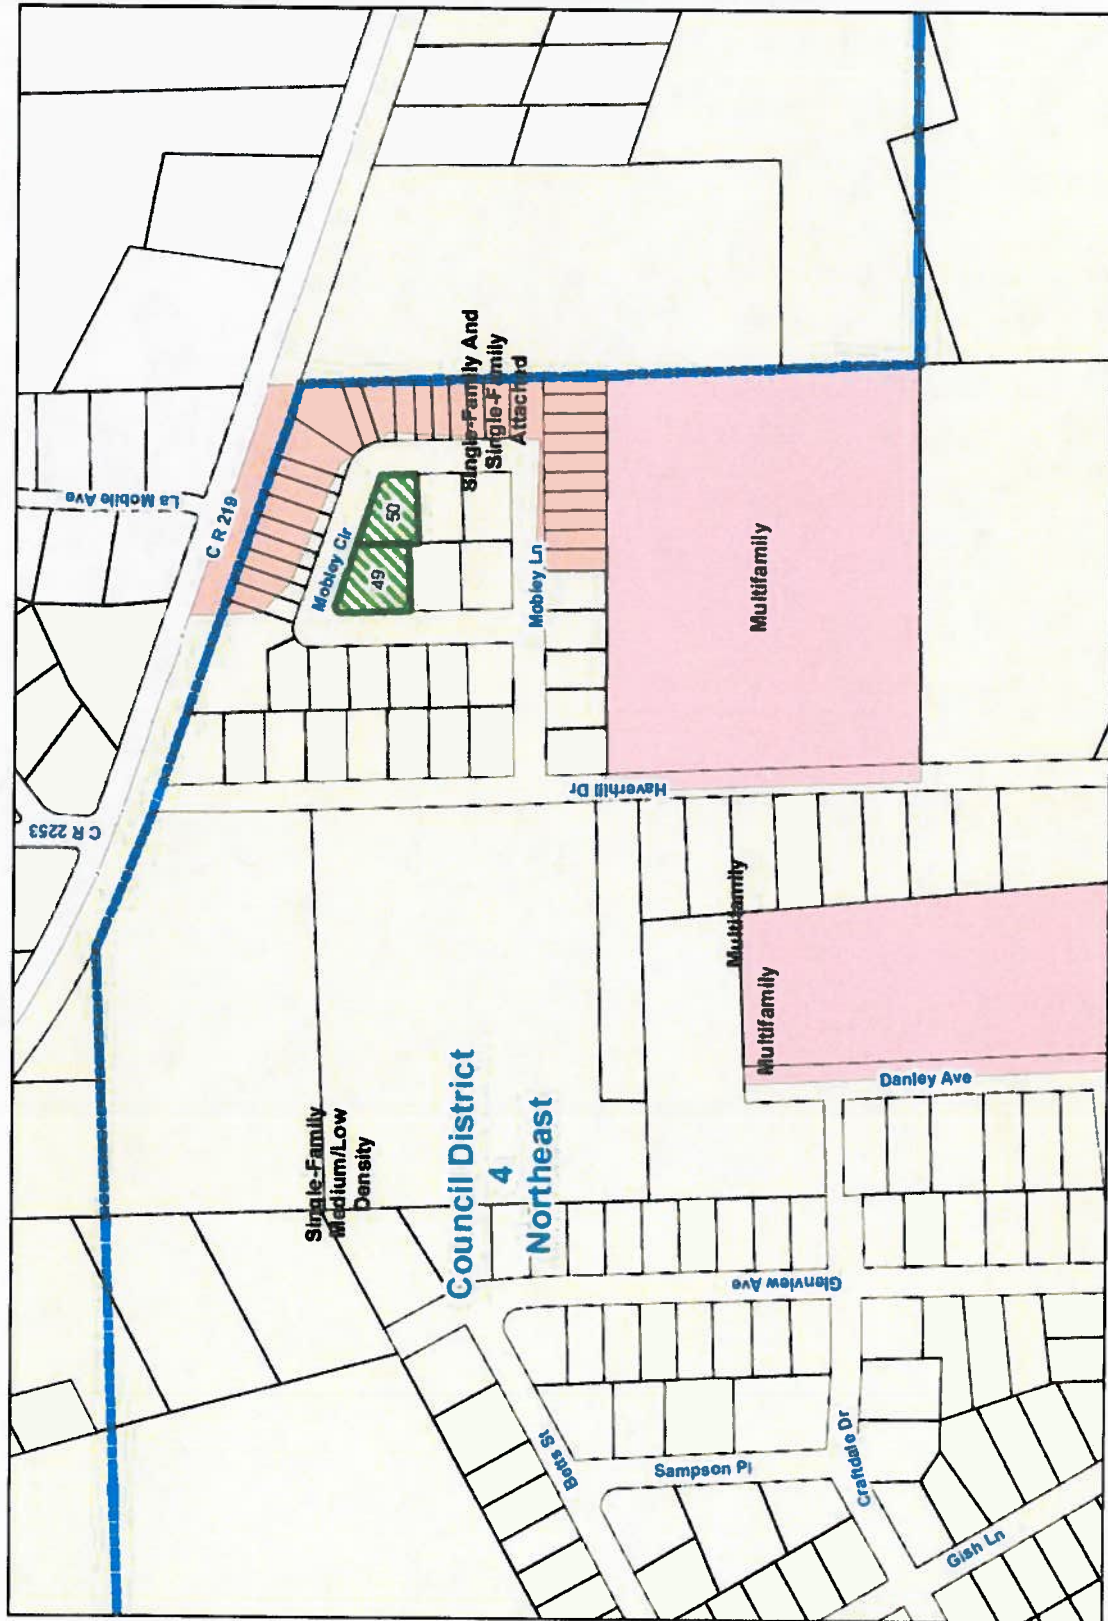 La Mobile Ave
C R 219
C R 2253
Mobley Cir
50
49
Mobley Ln
Single-Family And
Single-Family
Attached
Multifamily
Haverhill Dr
Multifamily
Multifamily
Danley Ave
Single-Family
Medium/Low
Density
Council District
4
Northeast
Glenview Ave
Betts St
Sampson Pl
Craftdale Dr
Gish Ln